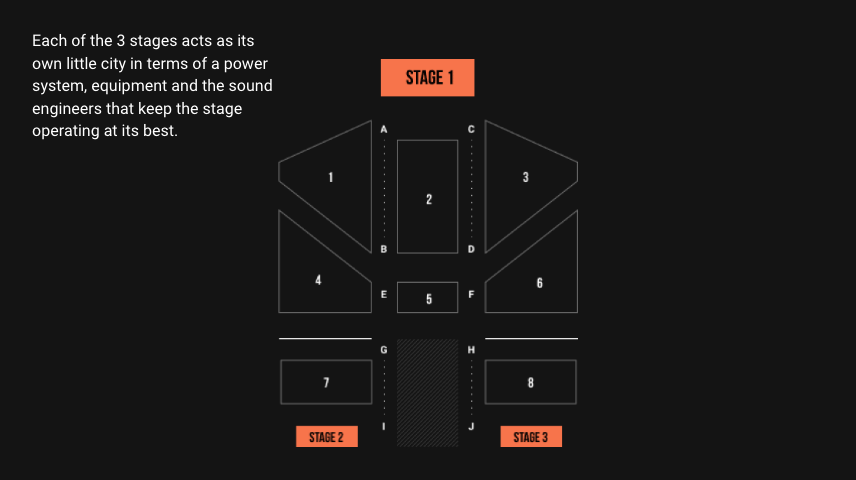 Each of the 3 stages acts as its
own little city in terms of a power
system, equipment and the sound
engineers that keep the stage
operating at its best.
STAGE 1
A
C
1
2
3
B
D
4
E
5
F
6
G
H
7
8
I
J
STAGE 2
STAGE 3